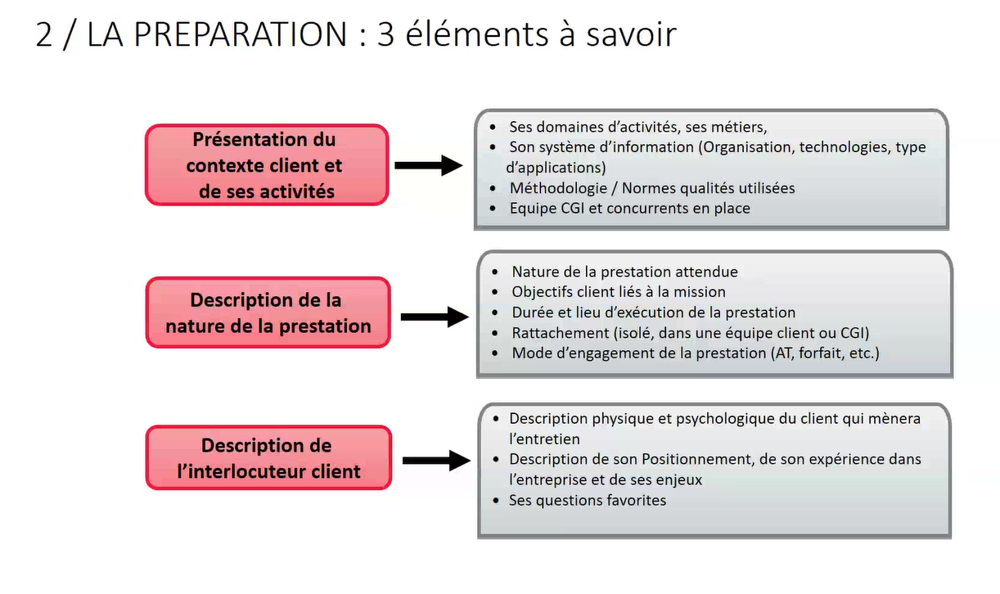 2 / LA PREPARATION : 3 éléments à savoir
Présentation du
contexte client et
de ses activités
• Ses domaines d’activités, ses métiers,
• Son système d’information (Organisation, technologies, type
d’applications)
• Méthodologie / Normes qualités utilisées
• Equipe CGI et concurrents en place
Description de la
nature de la prestation
• Nature de la prestation attendue
• Objectifs client liés à la mission
• Durée et lieu d’exécution de la prestation
• Rattachement (isolé, dans une équipe client ou CGI)
• Mode d’engagement de la prestation (AT, forfait, etc.)
Description de
l’interlocuteur client
• Description physique et psychologique du client qui mènera
l’entretien
• Description de son Positionnement, de son expérience dans
l’entreprise et de ses enjeux
• Ses questions favorites